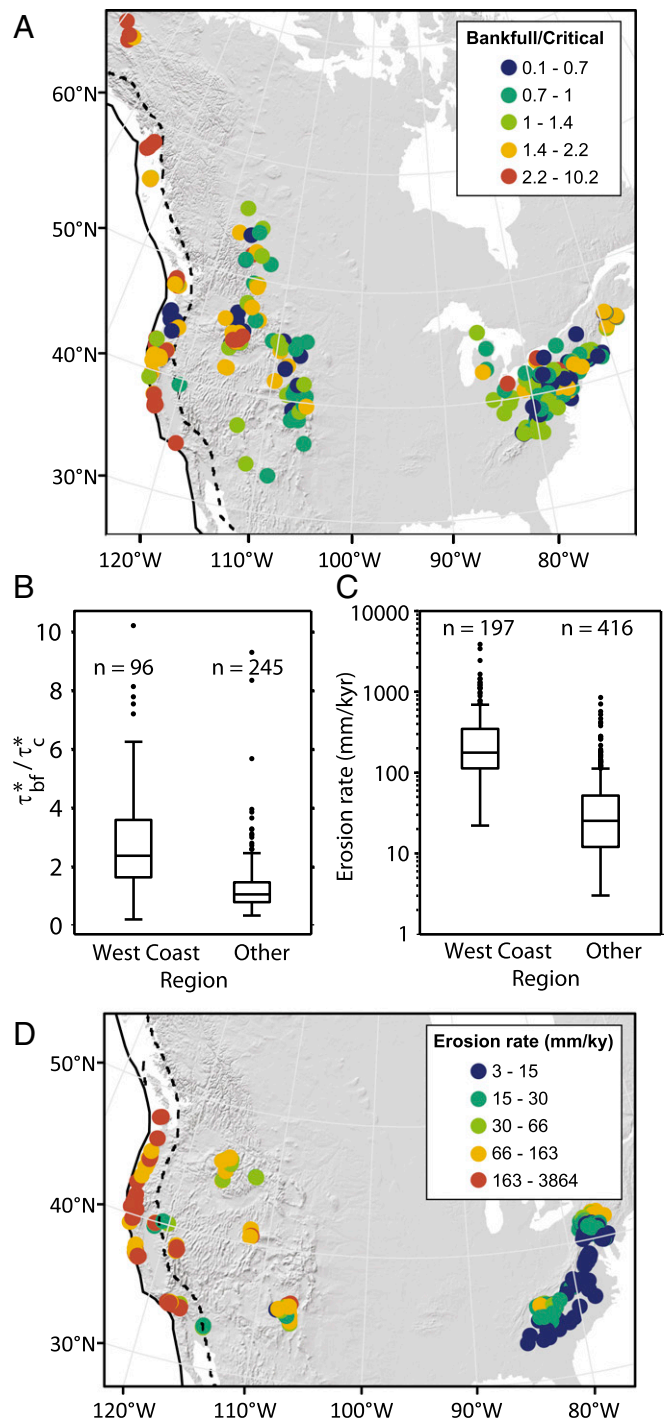 A
Bankfull/Critical
0.1 - 0.7
0.7 - 1
1 - 1.4
1.4 - 2.2
2.2 - 10.2
60°N
50°N
40°N
30°N
120°W 110°W 100°W 90°W 80°W
B
10
8
6
4
2
0
τ*bf / τ*c
n = 96 n = 245
West Coast Other
Region
C
10000
1000
100
10
1
Erosion rate (mm/kyr)
n = 197 n = 416
West Coast Other
Region
D
Erosion rate (mm/ky)
3 - 15
15 - 30
30 - 66
66 - 163
163 - 3864
50°N
40°N
30°N
120°W 110°W 100°W 90°W 80°W